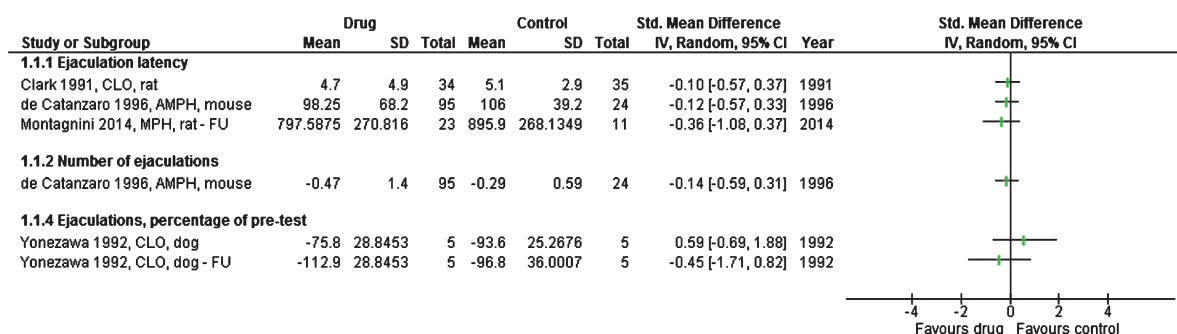 Drug Control Std. Mean Difference Std. Mean Difference
Study or Subgroup Mean SD Total Mean SD Total IV, Random, 95% CI Year IV, Random, 95% CI
1.1.1 Ejaculation latency
Clark 1991, CLO, rat 4.7 4.9 34 5.1 2.9 35 -0.10 [-0.57, 0.37] 1991
de Catanzaro 1996, AMPH, mouse 98.25 68.2 95 106 39.2 24 -0.12 [-0.57, 0.33] 1996
Montagnini 2014, MPH, rat - FU 797.5875 270.816 23 895.9 268.1349 11 -0.36 [-1.08, 0.37] 2014
1.1.2 Number of ejaculations
de Catanzaro 1996, AMPH, mouse -0.47 1.4 95 -0.29 0.59 24 -0.14 [-0.59, 0.31] 1996
1.1.4 Ejaculations, percentage of pre-test
Yonezawa 1992, CLO, dog -75.8 28.8453 5 -93.6 25.2676 5 0.59 [-0.69, 1.88] 1992
Yonezawa 1992, CLO, dog - FU -112.9 28.8453 5 -96.8 36.0007 5 -0.45 [-1.71, 0.82] 1992
-4 -2 0 2 4
Favours drug Favours control